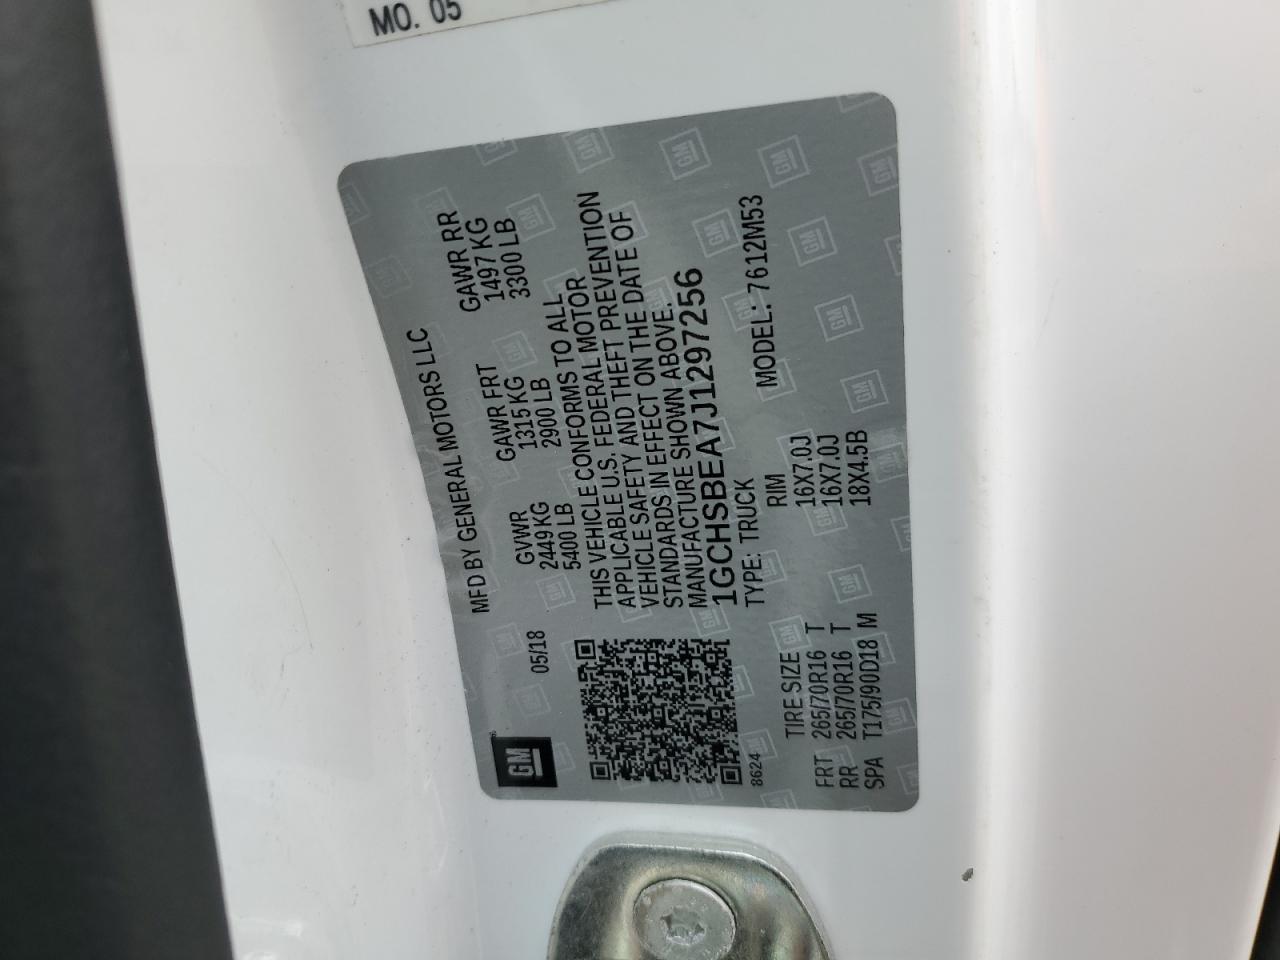 MO. 05
MFD BY GENERAL MOTORS LLC
GM
05/18
GVWR GAWR FRT GAWR RR
2449 KG 1315 KG 1497 KG
5400 LB 2900 LB 3300 LB
THIS VEHICLE CONFORMS TO ALL
APPLICABLE U.S. FEDERAL MOTOR
VEHICLE SAFETY AND THEFT PREVENTION
STANDARDS IN EFFECT ON THE DATE OF
MANUFACTURE SHOWN ABOVE.
1GCHSBEA7J1297256
8624
TYPE: TRUCK MODEL: 7612M53
TIRE SIZE RIM
FRT 265/70R16 T 16X7.0J
RR 265/70R16 T 16X7.0J
SPA T175/90D18 M 18X4.5B